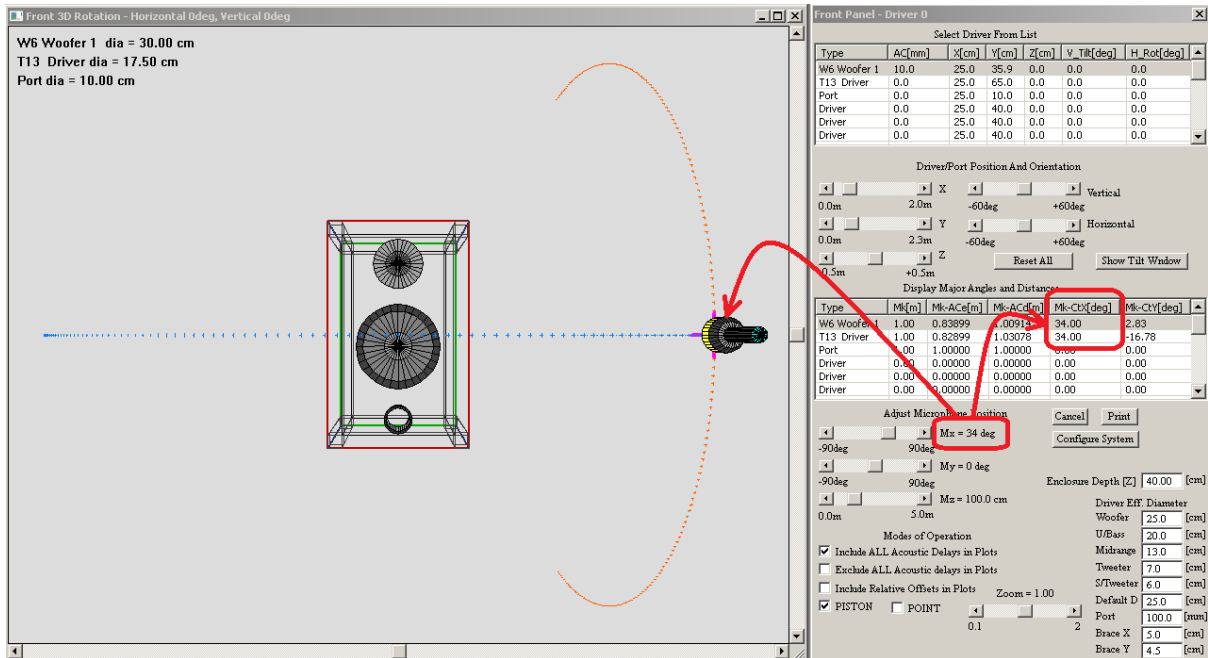 Front 3D Rotation - Horizontal 0deg, Vertical 0deg
W6 Woofer 1 dia = 30.00 cm
T13 Driver dia = 17.50 cm
Port dia = 10.00 cm
Front Panel - Driver 0
Select Driver From List
Type AC[mm] X[cm] Y[cm] Z[cm] V_Tilt[deg] H_Rot[deg]
W6 Woofer 1 10.0 25.0 35.9 0.0 0.0 0.0
T13 Driver 0.0 25.0 65.0 0.0 0.0 0.0
Port 0.0 25.0 10.0 0.0 0.0 0.0
Driver 0.0 25.0 40.0 0.0 0.0 0.0
Driver 0.0 25.0 40.0 0.0 0.0 0.0
Driver 0.0 25.0 40.0 0.0 0.0 0.0
Driver/Port Position And Orientation
X Vertical
0.0m 2.0m -60deg +60deg
Y Horizontal
0.0m 2.3m -60deg +60deg
Z Reset All Show Tilt Wndow
-0.5m +0.5m
Display Major Angles and Distances
Type Mk[m] Mk-ACe[m] Mk-ACd[m] Mk-CtX[deg] Mk-CtY[deg]
W6 Woofer 1 1.00 0.83899 1.00914 34.00 2.83
T13 Driver 1.00 0.82899 1.03078 34.00 -16.78
Port 1.00 1.00000 1.00000 0.00 0.00
Driver 0.00 0.00000 0.00000 0.00 0.00
Driver 0.00 0.00000 0.00000 0.00 0.00
Driver 0.00 0.00000 0.00000 0.00 0.00
Adjust Microphone Position Cancel Print
Mx = 34 deg Configure System
-90deg 90deg
My = 0 deg
-90deg 90deg Enclosure Depth [Z] 40.00 [cm]
Mz = 100.0 cm Driver Eff. Diameter
0.0m 5.0m Woofer 25.0 [cm]
Modes of Operation U/Bass 20.0 [cm]
Include ALL Acoustic Delays in Plots Midrange 13.0 [cm]
Exclude ALL Acoustic delays in Plots Tweeter 7.0 [cm]
Include Relative Offsets in Plots Zoom = 1.00 S/Tweeter 6.0 [cm]
PISTON POINT Default D 25.0 [cm]
0.1 2 Port 100.0 [mm]
Brace X 5.0 [cm]
Brace Y 4.5 [cm]